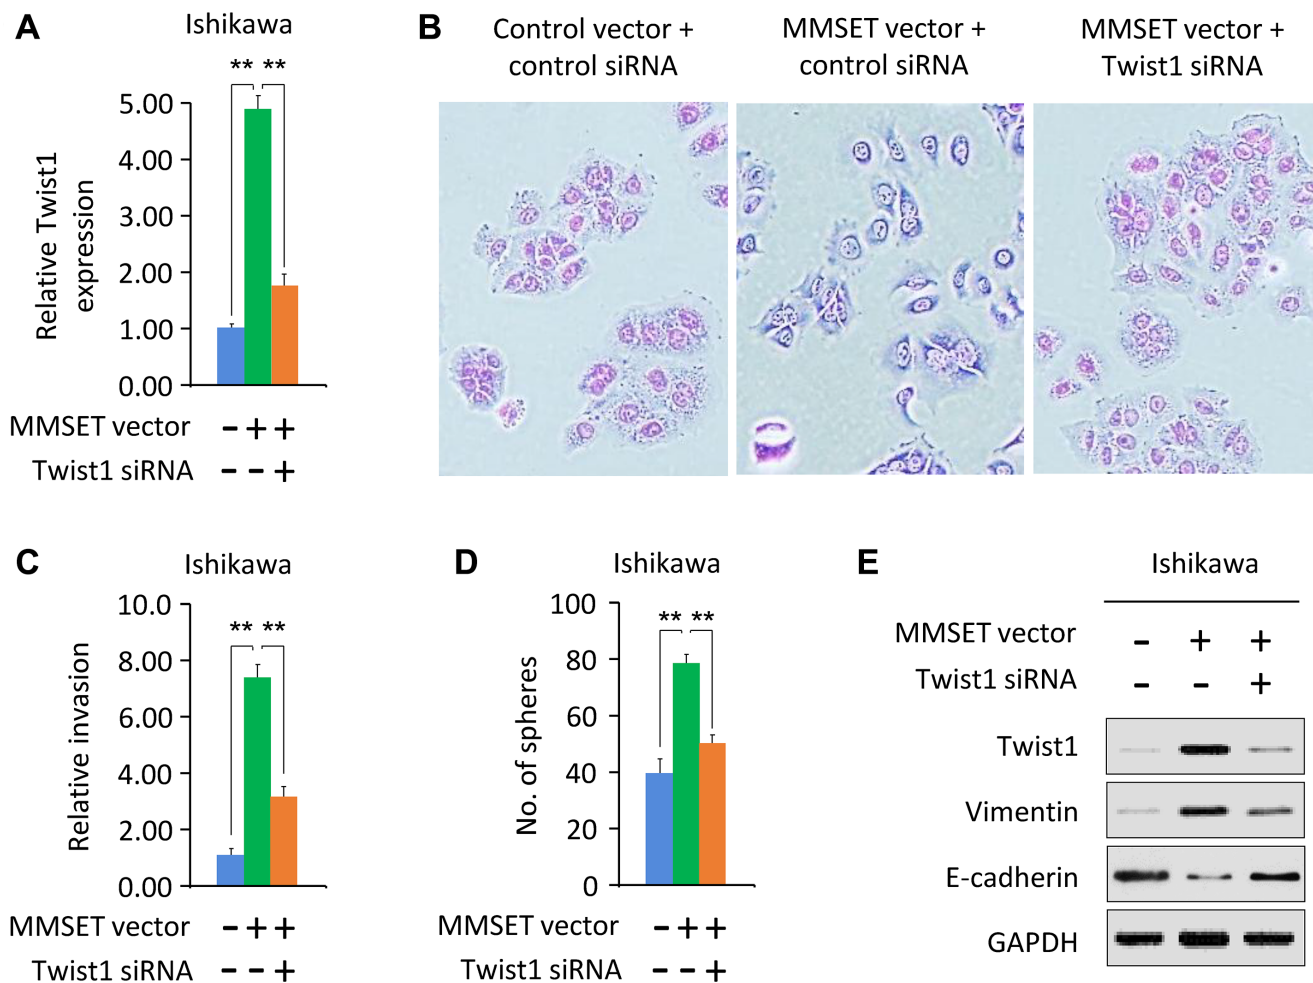 A
Ishikawa
** **
Relative Twist1
expression
5.00
4.00
3.00
2.00
1.00
0.00
MMSET vector - + +
Twist1 siRNA - - +
B
Control vector +
control siRNA
MMSET vector +
control siRNA
MMSET vector +
Twist1 siRNA
C
Ishikawa
** **
Relative invasion
10.0
8.00
6.00
4.00
2.00
0.00
MMSET vector - + +
Twist1 siRNA - - +
D
Ishikawa
** **
No. of spheres
100
80
60
40
20
0
MMSET vector - + +
Twist1 siRNA - - +
E
Ishikawa
MMSET vector - + +
Twist1 siRNA - - +
Twist1
Vimentin
E-cadherin
GAPDH